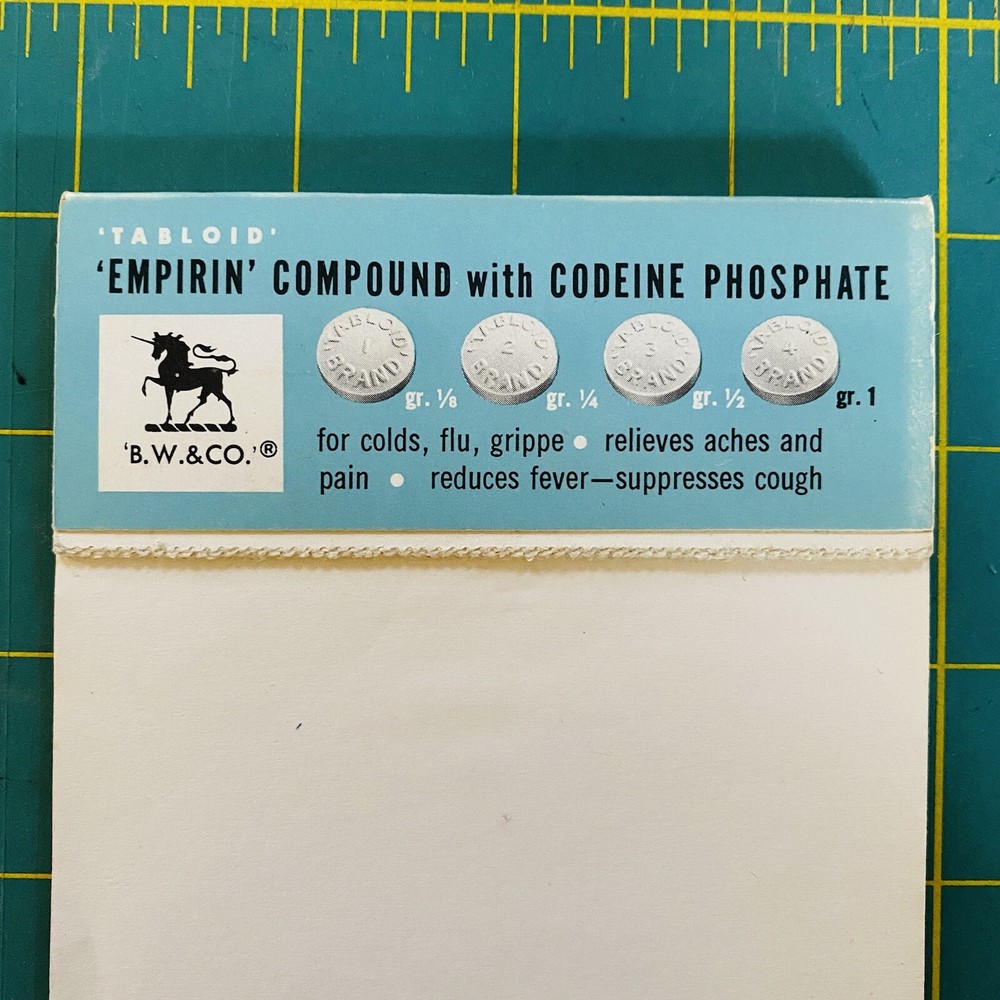 'TABLOID'
'EMPIRIN' COMPOUND with CODEINE PHOSPHATE
'TABLOID' 1 BRAND
gr. 1/8
'TABLOID' 2 BRAND
gr. 1/4
'TABLOID' 3 BRAND
gr. 1/2
'TABLOID' 4 BRAND
gr. 1
'B.W.&CO.'®
for colds, flu, grippe • relieves aches and
pain • reduces fever—suppresses cough